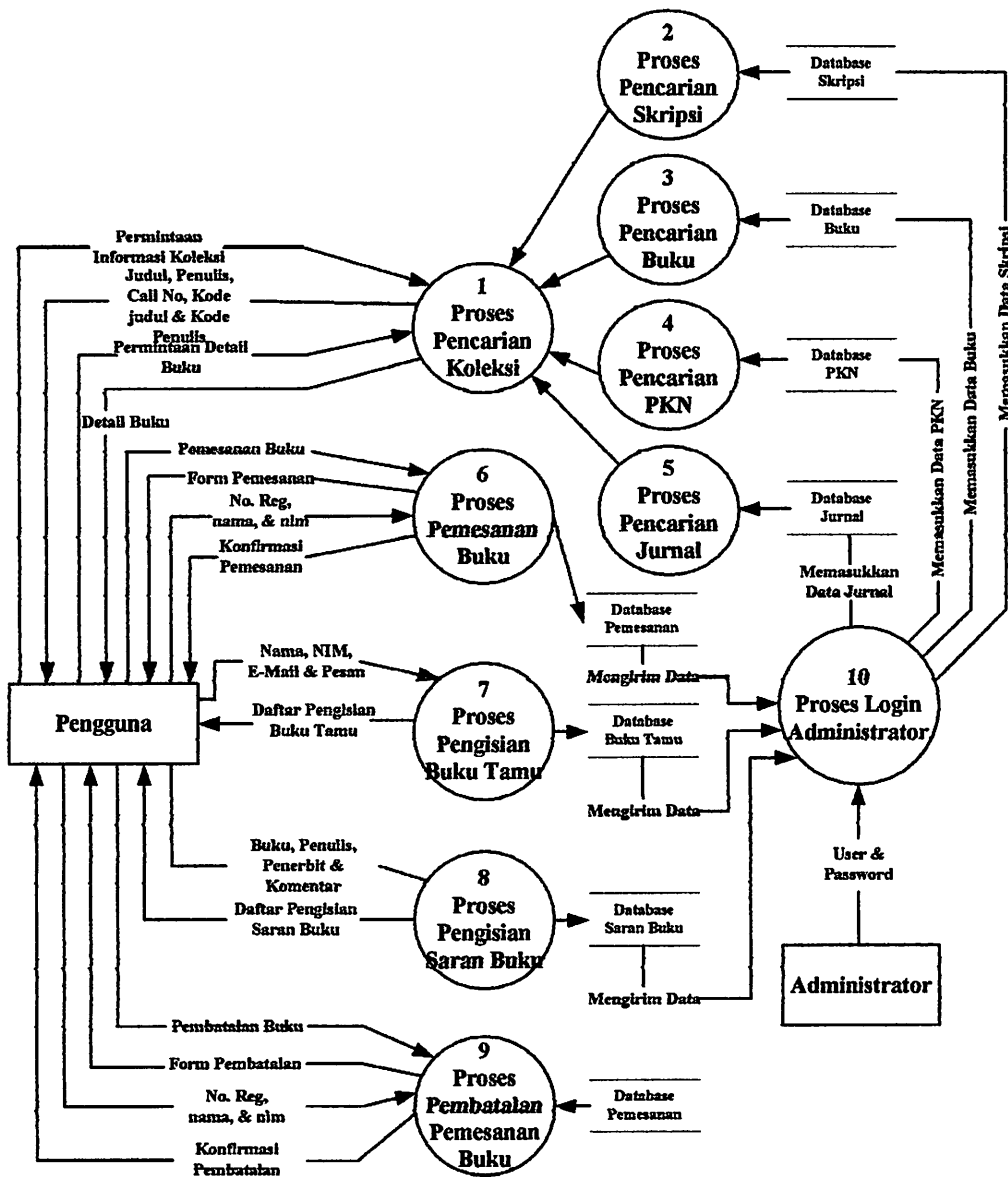 2
Proses
Pencarian
Skripsi
Database
Skripsi
3
Proses
Pencarian
Buku
Database
Buku
Permintaan
Informasi Koleksi
Judul, Penulis,
Call No, Kode
judul & Kode
Penulis
Permintaan Detail
Buku
Detail Buku
1
Proses
Pencarian
Koleksi
4
Proses
Pencarian
PKN
Database
PKN
5
Proses
Pencarian
Jurnal
Database
Jurnal
Memasukkan
Data Jurnal
Memasukkan Data PKN
Memasukkan Data Buku
Memasukkan Data Skripsi
Pemesanan Buku
Form Pemesanan
No. Reg,
nama, & nim
Konfirmasi
Pemesanan
6
Proses
Pemesanan
Buku
Database
Pemesanan
Mengirim Data
Nama, NIM,
E-Mail & Pesan
Daftar Pengisian
Buku Tamu
Pengguna
7
Proses
Pengisian
Buku Tamu
Database
Buku Tamu
Mengirim Data
10
Proses Login
Administrator
User &
Password
Administrator
Buku, Penulis,
Penerbit &
Komentar
Daftar Pengisian
Saran Buku
8
Proses
Pengisian
Saran Buku
Database
Saran Buku
Mengirim Data
Pembatalan Buku
Form Pembatalan
No. Reg,
nama, & nim
Konfirmasi
Pembatalan
9
Proses
Pembatalan
Pemesanan
Buku
Database
Pemesanan